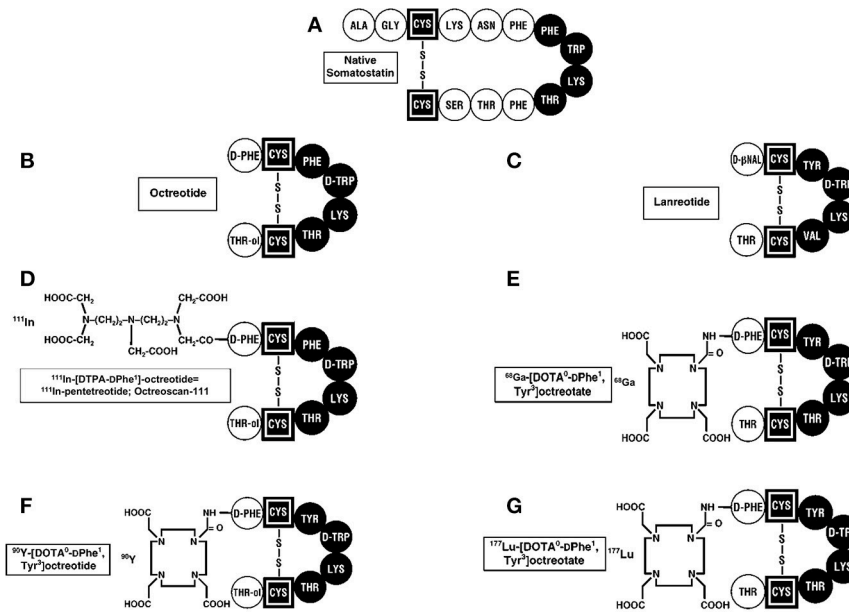 A
ALA GLY CYS LYS ASN PHE PHE TRP LYS THR PHE THR SER CYS
S
S
Native
Somatostatin
B
D-PHE CYS PHE D-TRP LYS THR CYS THR-ol
S
S
Octreotide
C
D-βNAL CYS TYR D-TRP LYS VAL CYS THR
S
S
Lanreotide
D
HOOC-CH2 CH2-COOH
111In N-(CH2)2-N-(CH2)2-N
HOOC-CH2 CH2-COOH CH2-CO
D-PHE CYS PHE D-TRP LYS THR CYS THR-ol
S
S
111In-[DTPA-DPhe1]-octreotide=
111In-pentetreotide; Octreoscan-111
E
HOOC NH D-PHE CYS TYR D-TRP LYS THR CYS THR
O
S
S
N N
N N
HOOC COOH
68Ga-[DOTA0-DPhe1,
Tyr3]octreotate
68Ga
F
HOOC NH D-PHE CYS TYR D-TRP LYS THR CYS THR-ol
O
S
S
N N
N N
HOOC COOH
90Y-[DOTA0-DPhe1,
Tyr3]octreotide
90Y
G
HOOC NH D-PHE CYS TYR D-TRP LYS THR CYS THR
O
S
S
N N
N N
HOOC COOH
177Lu-[DOTA0-DPhe1,
Tyr3]octreotate
177Lu